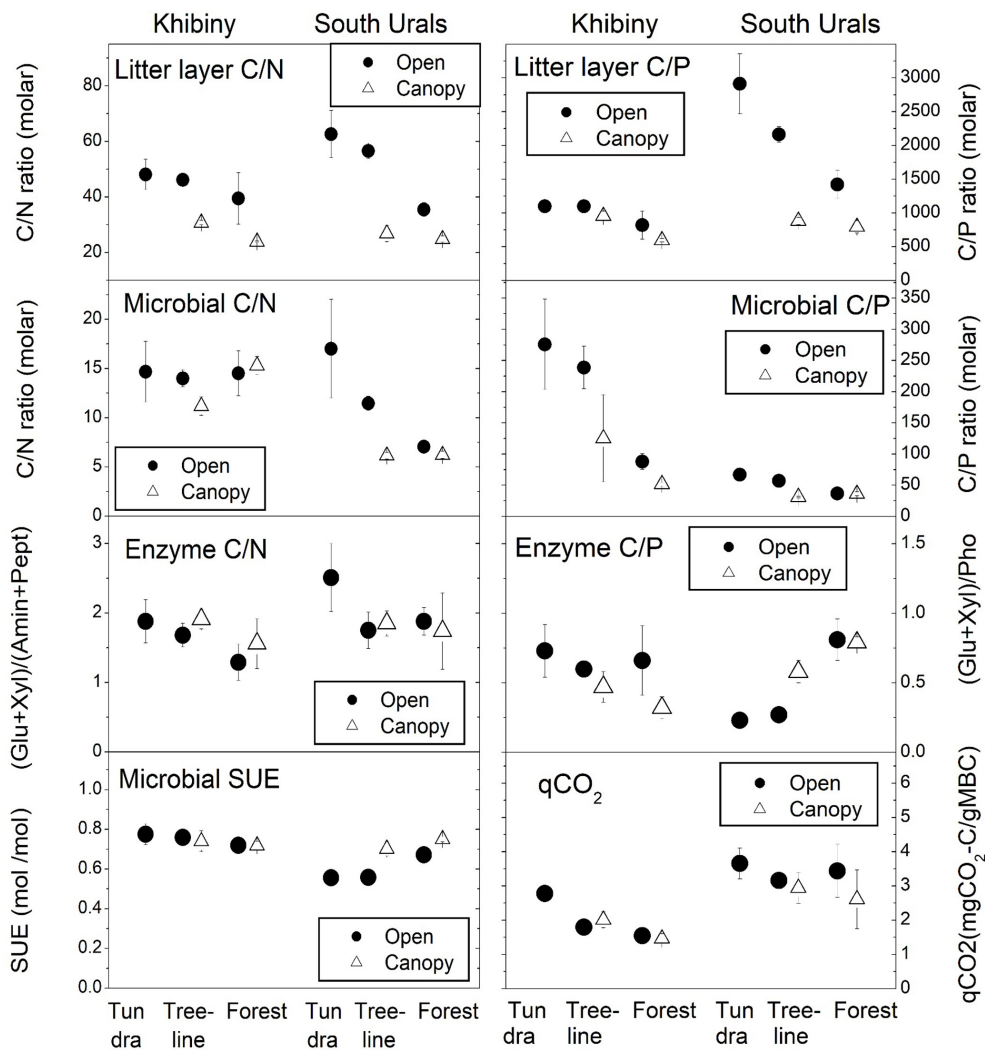 Khibiny South Urals
Khibiny South Urals
Litter layer C/N
Open
Canopy
C/N ratio (molar)
80
60
40
20
Litter layer C/P
Open
Canopy
C/P ratio (molar)
3000
2500
2000
1500
1000
500
0
Microbial C/N
Open
Canopy
C/N ratio (molar)
20
15
10
5
0
Microbial C/P
Open
Canopy
C/P ratio (molar)
350
300
250
200
150
100
50
0
Enzyme C/N
Open
Canopy
(Glu+Xyl)/(Amin+Pept)
3
2
1
0
Enzyme C/P
Open
Canopy
(Glu+Xyl)/Pho
1.5
1.0
0.5
0.0
Microbial SUE
Open
Canopy
SUE (mol /mol)
1.0
0.8
0.6
0.4
0.2
0.0
qCO2
Open
Canopy
qCO2(mgCO2-C/gMBC)
6
5
4
3
2
1
0
Tun Tree- Forest Tun Tree- Forest
dra line dra line
Tun Tree- Forest Tun Tree- Forest
dra line dra line